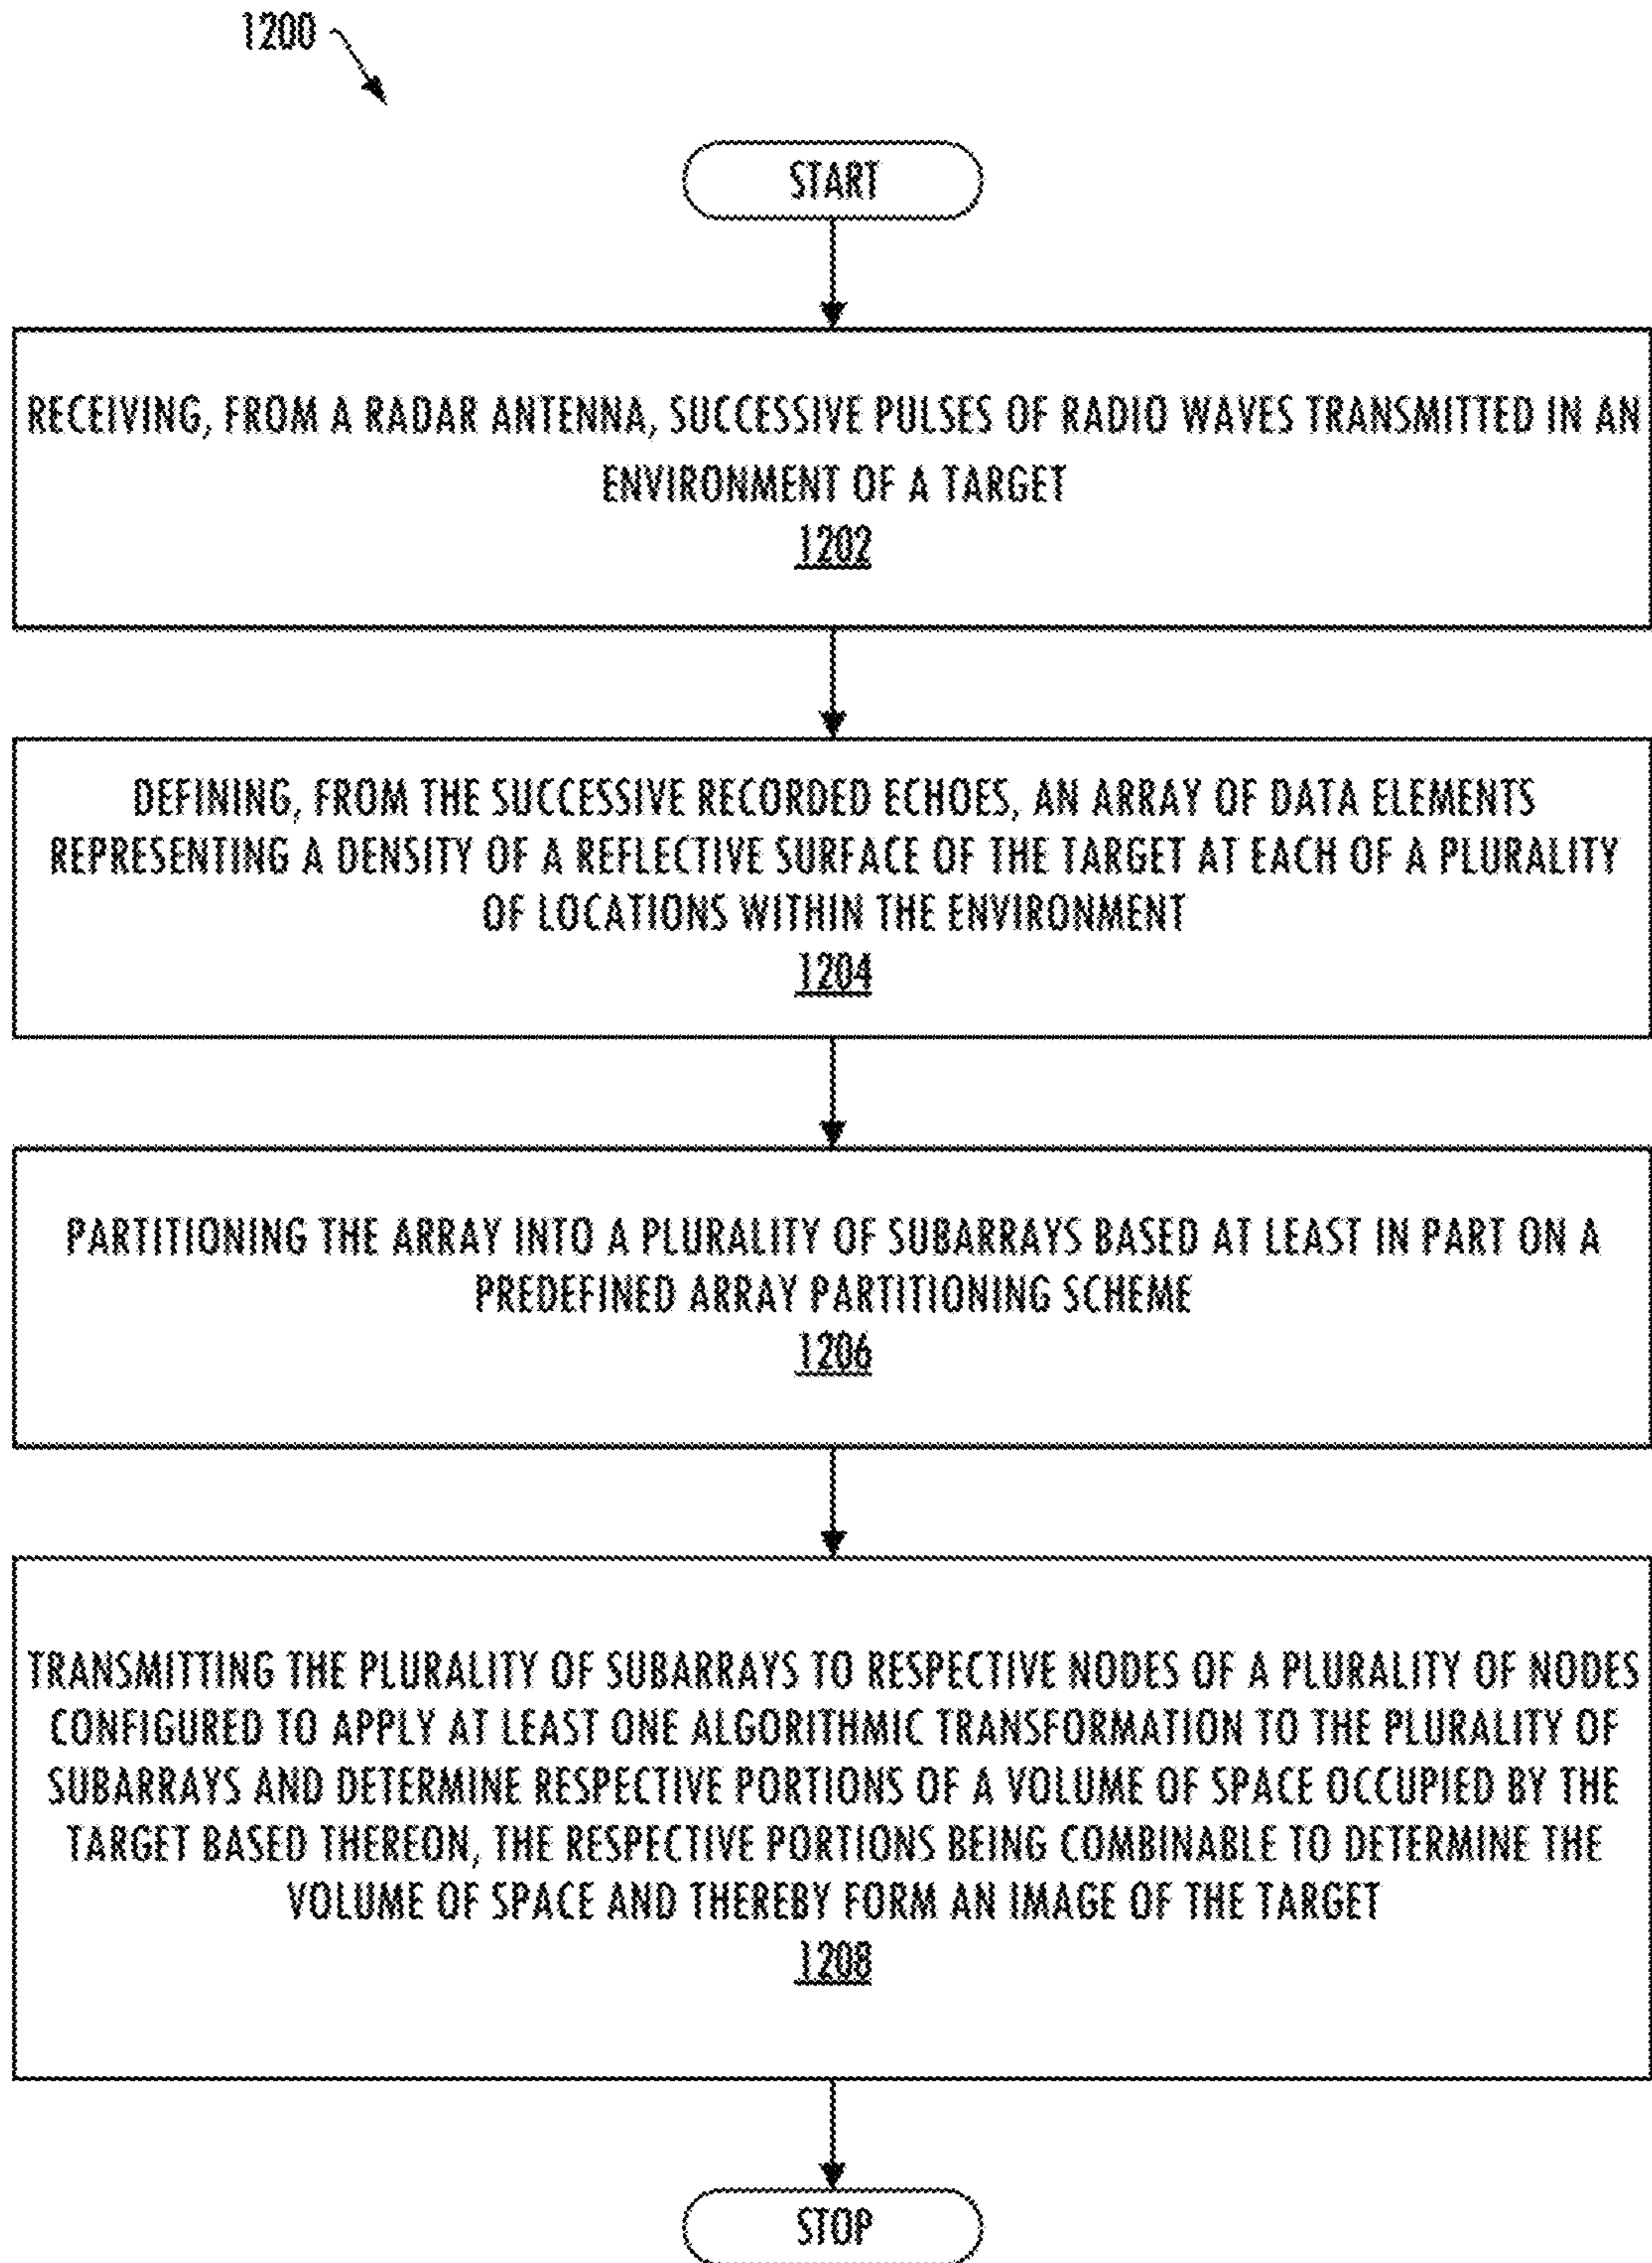 1200
START
RECEIVING, FROM A RADAR ANTENNA, SUCCESSIVE PULSES OF RADIO WAVES TRANSMITTED IN AN
ENVIRONMENT OF A TARGET
1202
DEFINING, FROM THE SUCCESSIVE RECORDED ECHOES, AN ARRAY OF DATA ELEMENTS
REPRESENTING A DENSITY OF A REFLECTIVE SURFACE OF THE TARGET AT EACH OF A PLURALITY
OF LOCATIONS WITHIN THE ENVIRONMENT
1204
PARTITIONING THE ARRAY INTO A PLURALITY OF SUBARRAYS BASED AT LEAST IN PART ON A
PREDEFINED ARRAY PARTITIONING SCHEME
1206
TRANSMITTING THE PLURALITY OF SUBARRAYS TO RESPECTIVE NODES OF A PLURALITY OF NODES
CONFIGURED TO APPLY AT LEAST ONE ALGORITHMIC TRANSFORMATION TO THE PLURALITY OF
SUBARRAYS AND DETERMINE RESPECTIVE PORTIONS OF A VOLUME OF SPACE OCCUPIED BY THE
TARGET BASED THEREON, THE RESPECTIVE PORTIONS BEING COMBINABLE TO DETERMINE THE
VOLUME OF SPACE AND THEREBY FORM AN IMAGE OF THE TARGET
1208
STOP